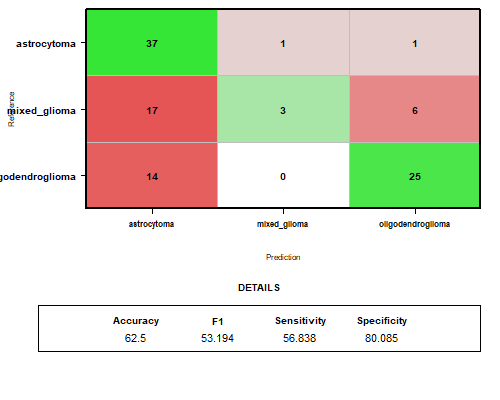 astrocytoma 37 1 1
Reference
mixed_glioma 17 3 6
godendroglioma 14 0 25
astrocytoma mixed_glioma oligodendroglioma
Prediction
DETAILS
Accuracy F1 Sensitivity Specificity
62.5 53.194 56.838 80.085